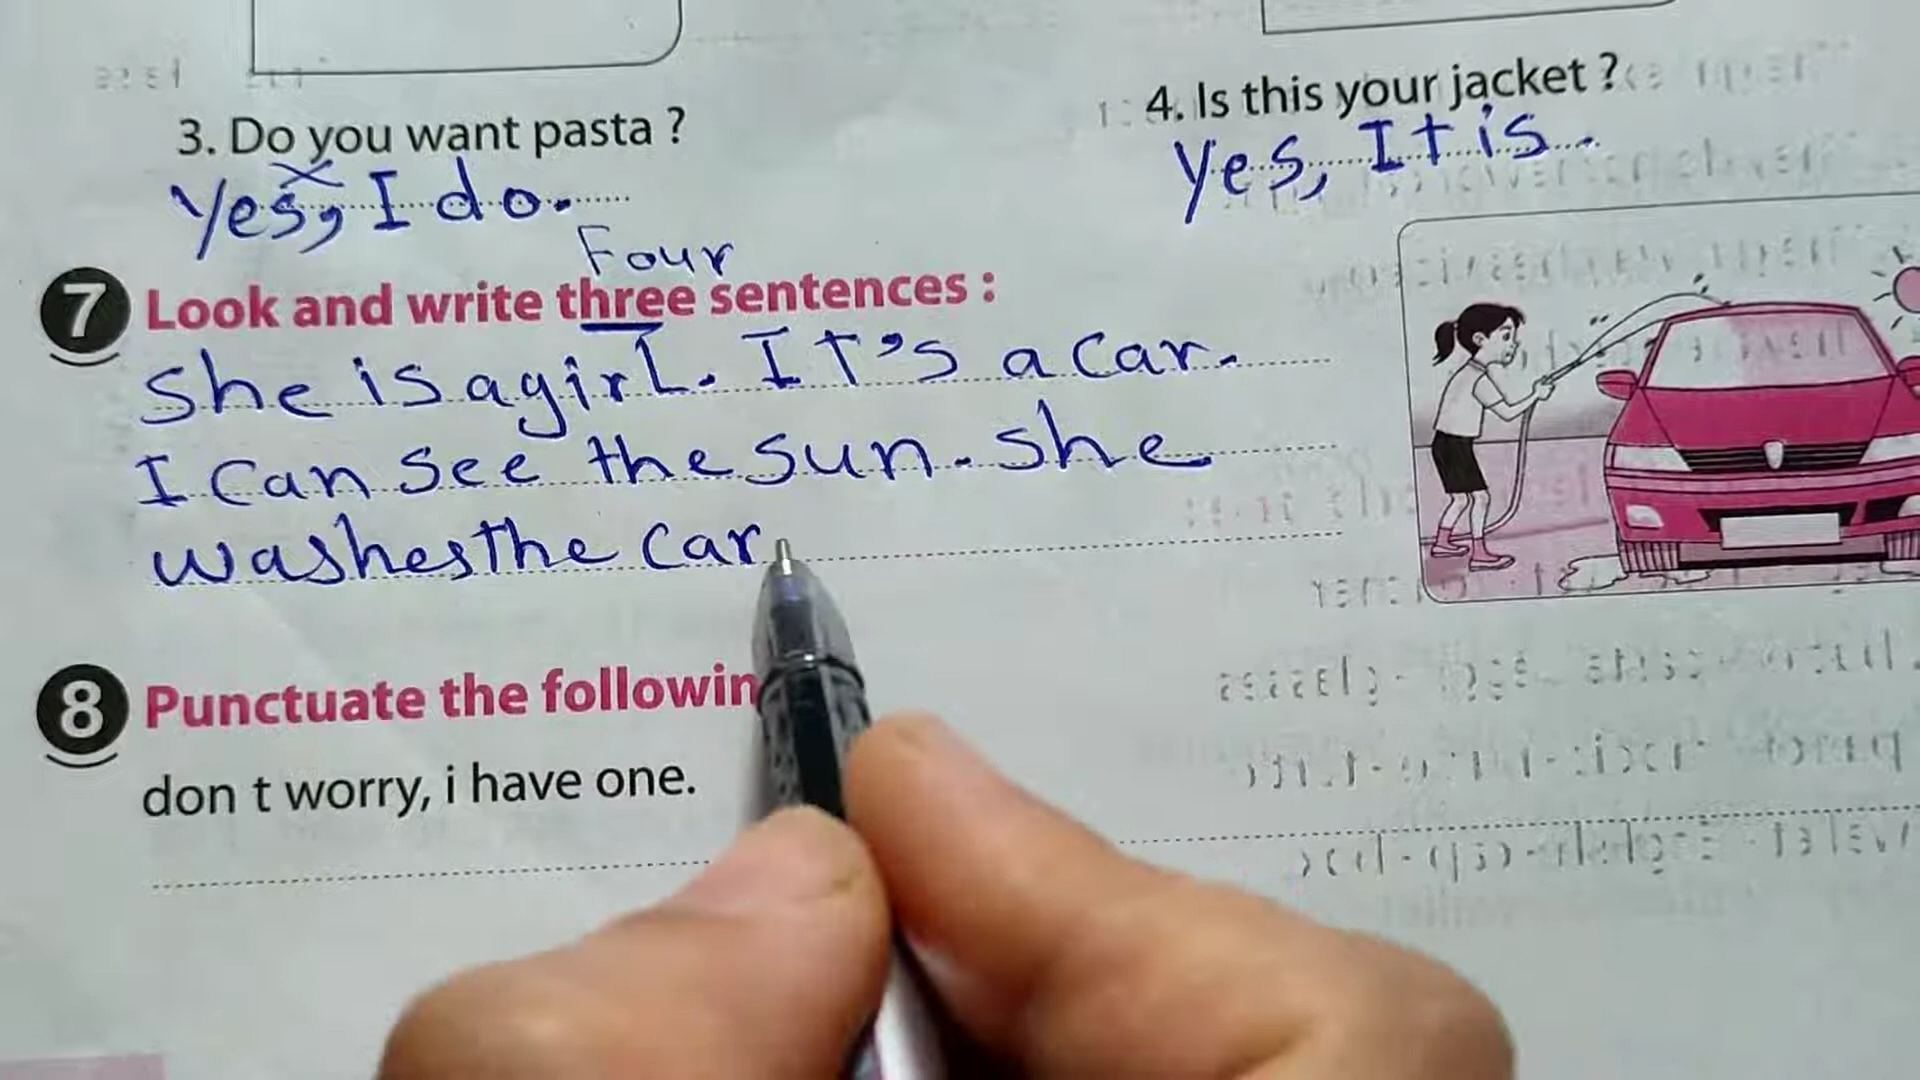 3. Do you want pasta ?
Yes, I do.
4. Is this your jacket ?
Yes, It is.
Four
7 Look and write three sentences :
She is a girl. It's a car.
I can see the sun. she
washes the car
8 Punctuate the followin
don t worry, i have one.